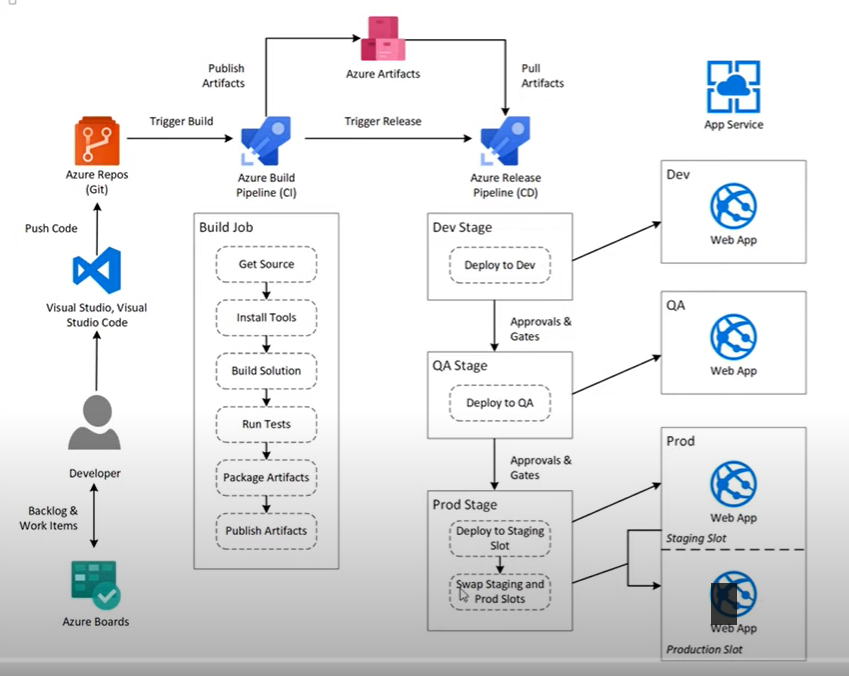 Publish
Artifacts
Azure Artifacts
Pull
Artifacts
App Service
Trigger Build
Trigger Release
Azure Repos
(Git)
Azure Build
Pipeline (CI)
Azure Release
Pipeline (CD)
Push Code
Visual Studio, Visual
Studio Code
Developer
Backlog &
Work Items
Azure Boards
Build Job
Get Source
Install Tools
Build Solution
Run Tests
Package Artifacts
Publish Artifacts
Dev Stage
Deploy to Dev
Approvals &
Gates
QA Stage
Deploy to QA
Approvals &
Gates
Prod Stage
Deploy to Staging
Slot
Swap Staging and
Prod Slots
Dev
Web App
QA
Web App
Prod
Web App
Staging Slot
Web App
Production Slot